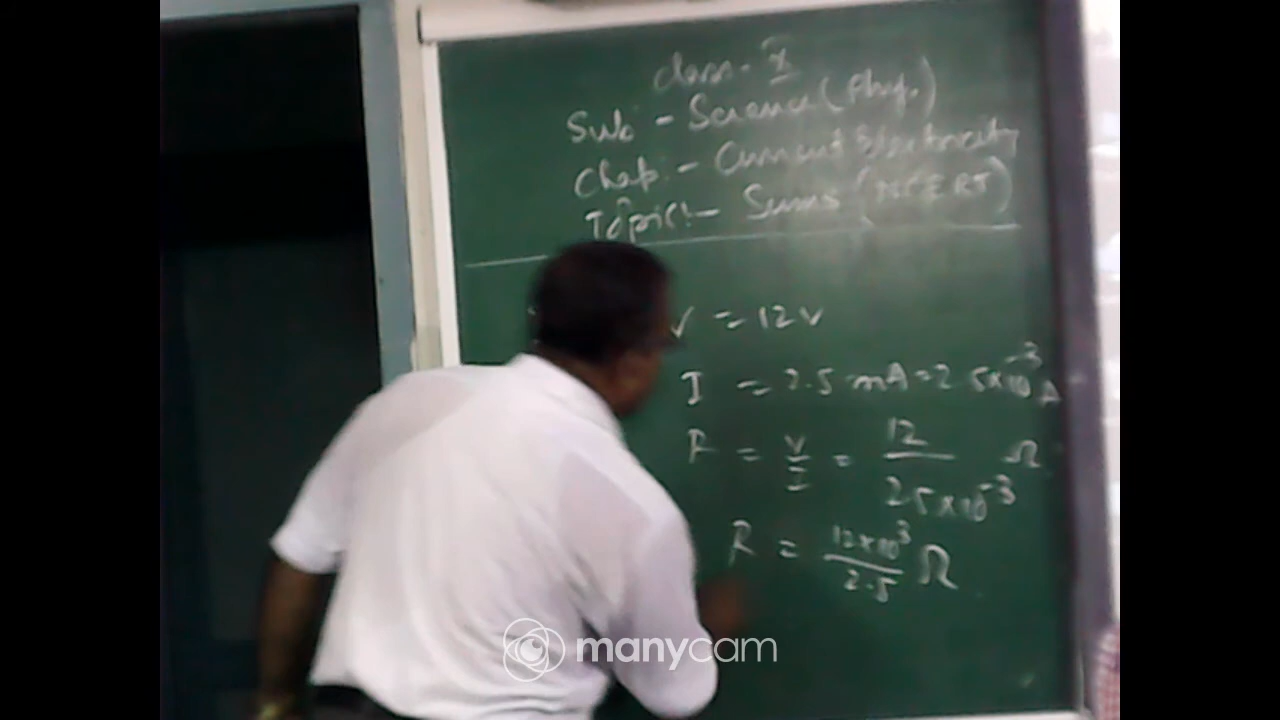 Class - X
Sub - Science (Phy.)
Chap :- Current Electricity
Topic :- Sums (NCERT)
V = 12 V
I = 2.5 mA = 2.5 × 10⁻³ A
R = V/I = 12/2.5×10⁻³ Ω
R = 12×10³/2.5 Ω
manycam